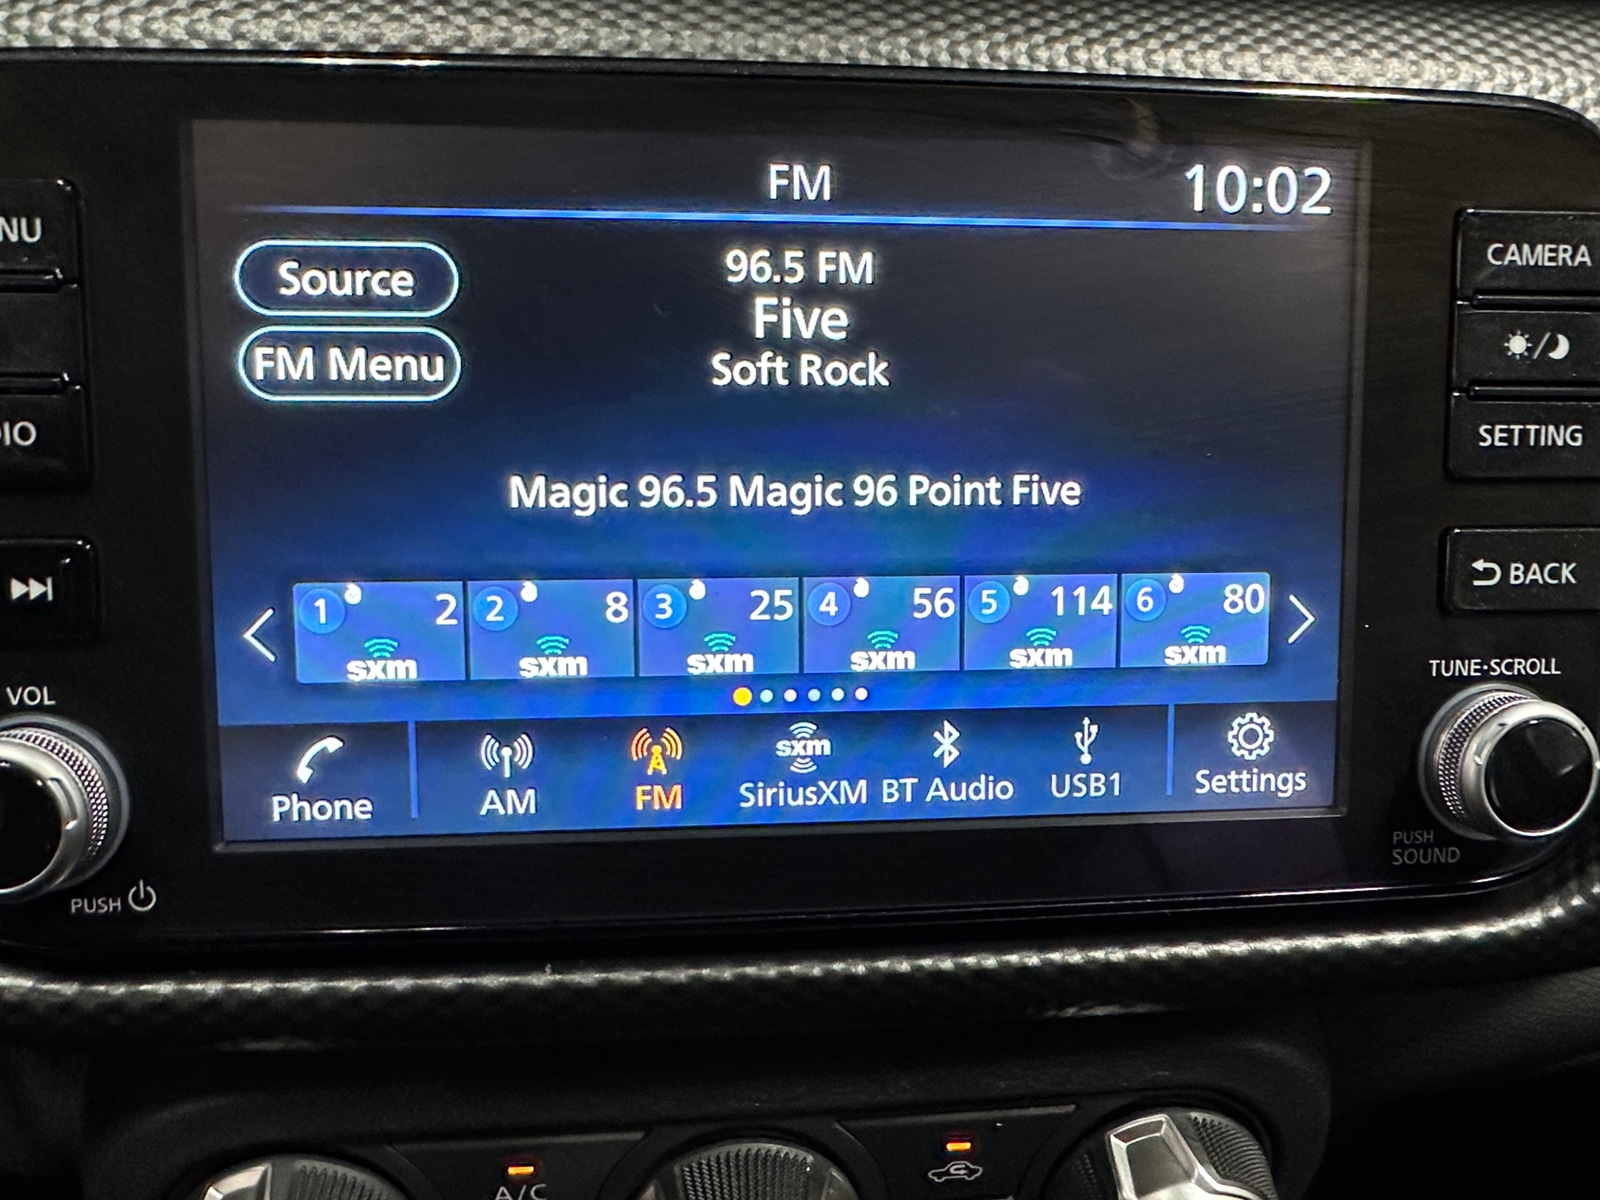 FM
10:02
NU
Source
96.5 FM
Five
Soft Rock
FM Menu
IO
CAMERA
SETTING
Magic 96.5 Magic 96 Point Five
BACK
1 2 2 8 3 25 4 56 5 114 6 80
sxm sxm sxm sxm sxm sxm
VOL
TUNE·SCROLL
sxm
Phone AM FM SiriusXM BT Audio USB1 Settings
PUSH
SOUND
PUSH
A/C